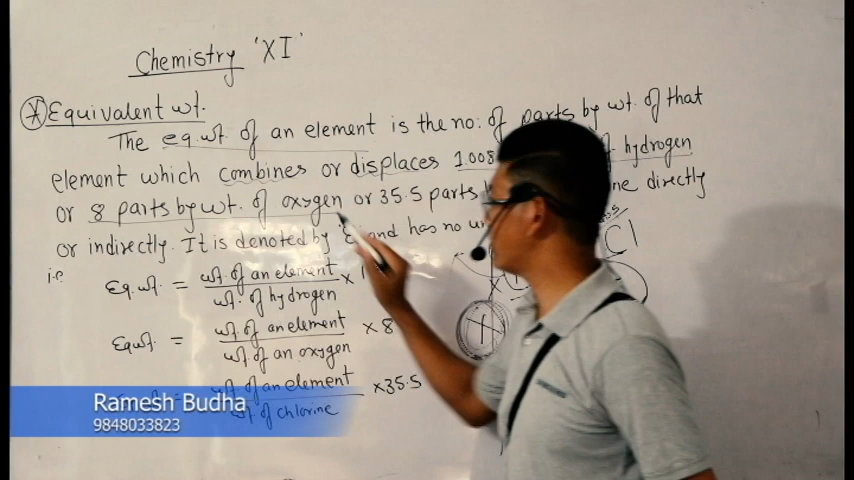 Chemistry 'XI'
* Equivalent wt.
The eq.wt. of an element is the no: of parts by wt. of that
element which combines or displaces 1.008 of hydrogen
or 8 parts by wt. of oxygen or 35.5 parts ine directly
or indirectly. It is denoted by 'E' and has no un
i.e
Eq.wt. = wt. of an element / wt. of hydrogen × 1
Eq.wt. = wt. of an element / wt. of an oxygen × 8
= wt. of an element / wt. of chlorine × 35.5
Cl
Ramesh Budha
9848033823